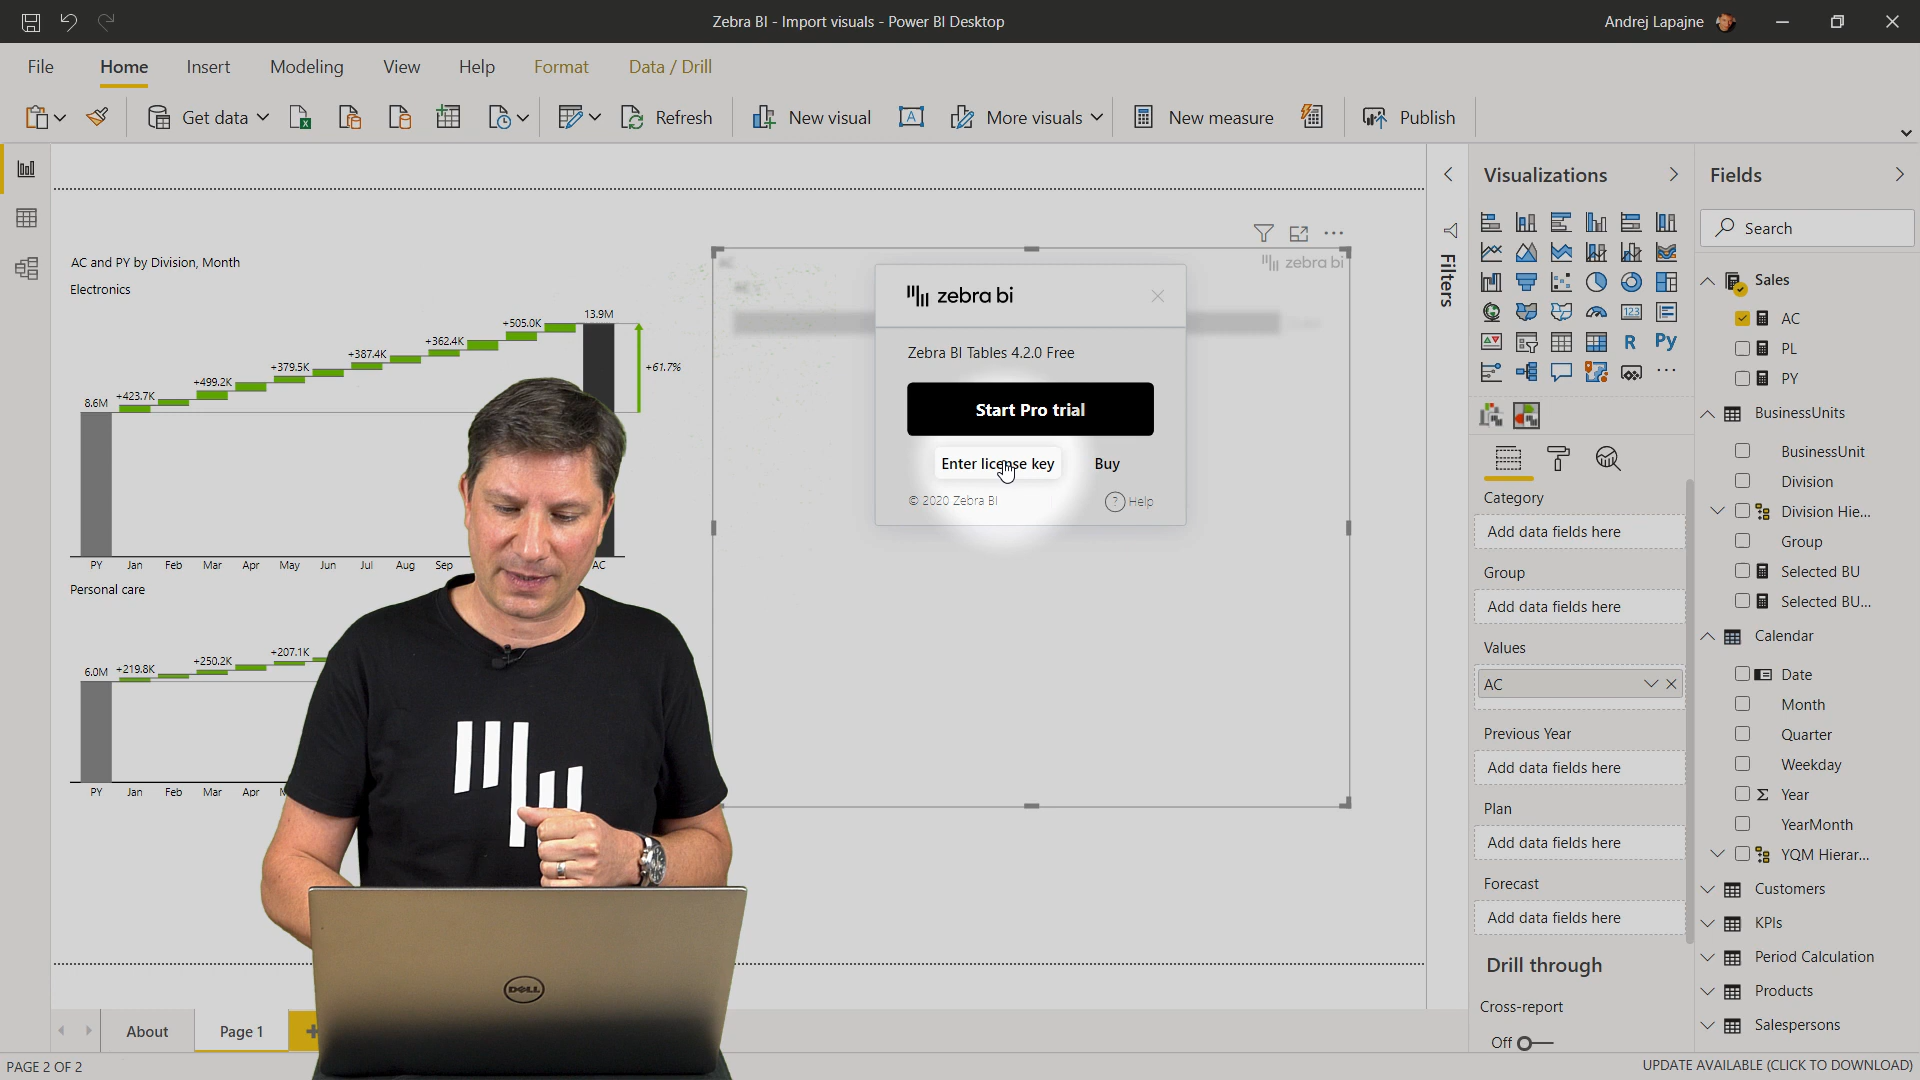 Zebra BI - Import visuals - Power BI Desktop
Andrej Lapajne
File
Home
Insert
Modeling
View
Help
Format
Data / Drill
Get data
Refresh
New visual
More visuals
New measure
Publish
AC and PY by Division, Month
Electronics
13.9M
+505.0K
+362.4K
+387.4K
+379.5K
+499.2K
+423.7K
8.6M
+61.7%
PY Jan Feb Mar Apr May Jun Jul Aug Sep AC
Personal care
+207.1K
+250.2K
+219.8K
6.0M
PY Jan Feb Mar Apr
zebra bi
zebra bi
Zebra BI Tables 4.2.0 Free
Start Pro trial
Enter license key
Buy
© 2020 Zebra BI
? Help
DELL
Filters
Visualizations
123
R
Py
Category
Add data fields here
Group
Add data fields here
Values
AC
Previous Year
Add data fields here
Plan
Add data fields here
Forecast
Add data fields here
Drill through
Cross-report
Off
Fields
Search
Sales
AC
PL
PY
BusinessUnits
BusinessUnit
Division
Division Hie...
Group
Selected BU
Selected BU...
Calendar
Date
Month
Quarter
Weekday
Year
YearMonth
YQM Hierar...
Customers
KPIs
Period Calculation
Products
Salespersons
About
Page 1
PAGE 2 OF 2
UPDATE AVAILABLE (CLICK TO DOWNLOAD)